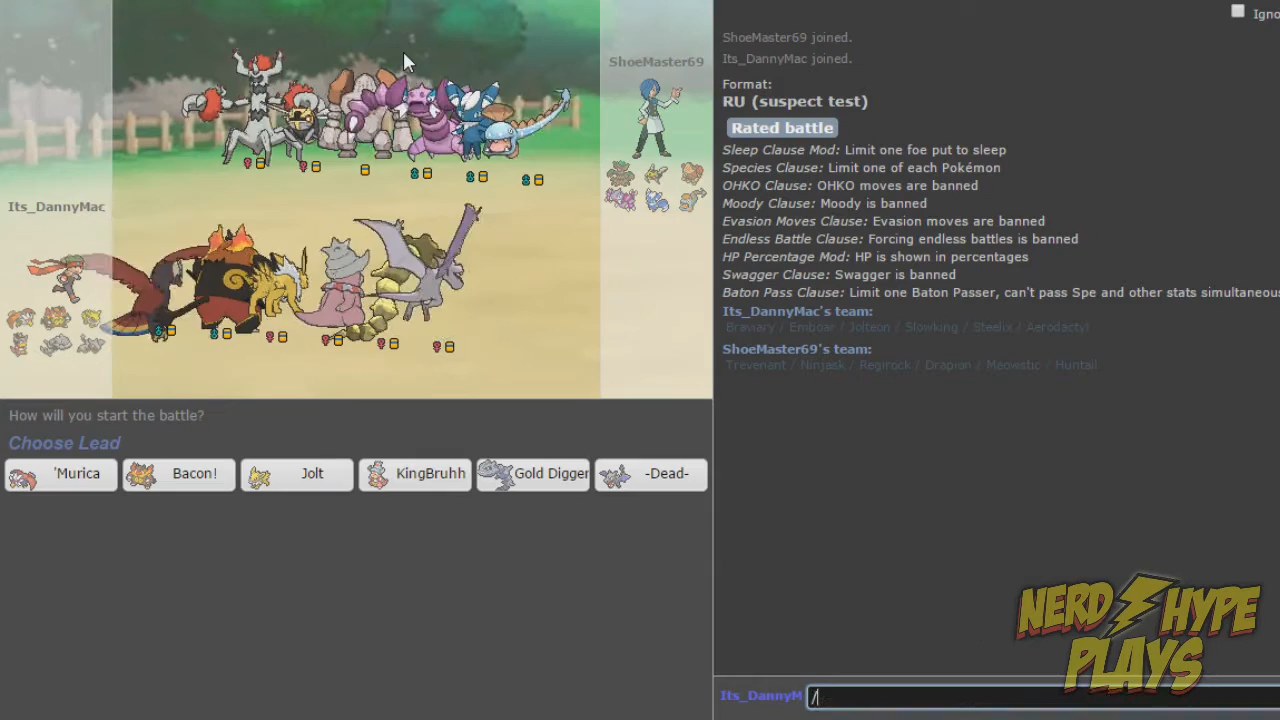 Igno
ShoeMaster69 joined.
Its_DannyMac joined.
Format:
RU (suspect test)
Rated battle
Sleep Clause Mod: Limit one foe put to sleep
Species Clause: Limit one of each Pokémon
OHKO Clause: OHKO moves are banned
Moody Clause: Moody is banned
Evasion Moves Clause: Evasion moves are banned
Endless Battle Clause: Forcing endless battles is banned
HP Percentage Mod: HP is shown in percentages
Swagger Clause: Swagger is banned
Baton Pass Clause: Limit one Baton Passer, can't pass Spe and other stats simultaneous
Its_DannyMac's team:
Braviary / Emboar / Jolteon / Slowking / Steelix / Aerodactyl
ShoeMaster69's team:
Trevenant / Ninjask / Regirock / Drapion / Meowstic / Huntail
ShoeMaster69
Its_DannyMac
How will you start the battle?
Choose Lead
'Murica
Bacon!
Jolt
KingBruhh
Gold Digger
-Dead-
NERD HYPE
PLAYS
Its_DannyM /